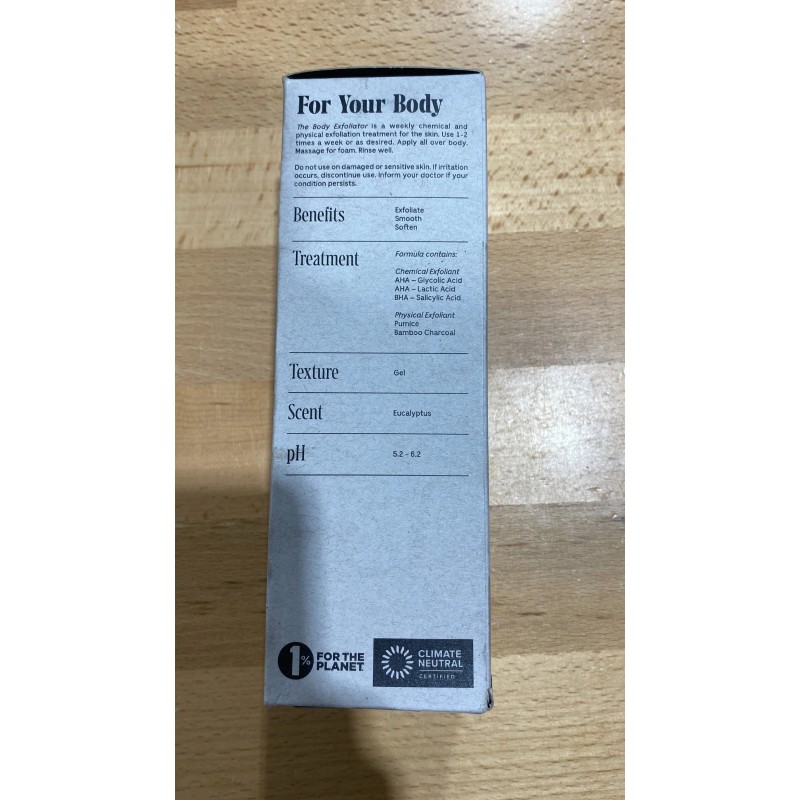 For Your Body
The Body Exfoliator is a weekly chemical and
physical exfoliation treatment for the skin. Use 1-2
times a week or as desired. Apply all over body.
Massage for foam. Rinse well.
Do not use on damaged or sensitive skin. If irritation
occurs, discontinue use. Inform your doctor if your
condition persists.
Benefits
Exfoliate
Smooth
Soften
Treatment
Formula contains:
Chemical Exfoliant
AHA – Glycolic Acid
AHA – Lactic Acid
BHA – Salicylic Acid
Physical Exfoliant
Pumice
Bamboo Charcoal
Texture
Gel
Scent
Eucalyptus
pH
5.2 - 6.2
1%
FOR THE
PLANET
CLIMATE
NEUTRAL
CERTIFIED